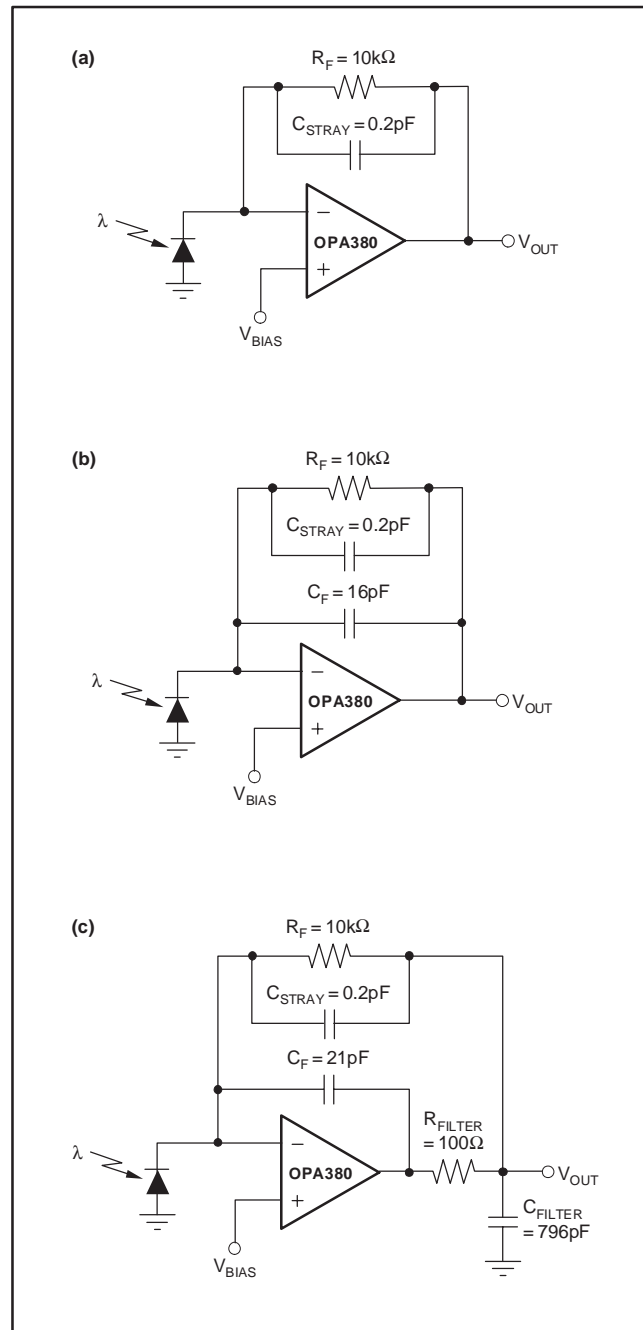 (a)
R_F = 10kΩ
C_STRAY = 0.2pF
λ
−
OPA380
+
V_OUT
V_BIAS
(b)
R_F = 10kΩ
C_STRAY = 0.2pF
C_F = 16pF
λ
−
OPA380
+
V_OUT
V_BIAS
(c)
R_F = 10kΩ
C_STRAY = 0.2pF
C_F = 21pF
R_FILTER
= 100Ω
λ
−
OPA380
+
V_OUT
C_FILTER
= 796pF
V_BIAS